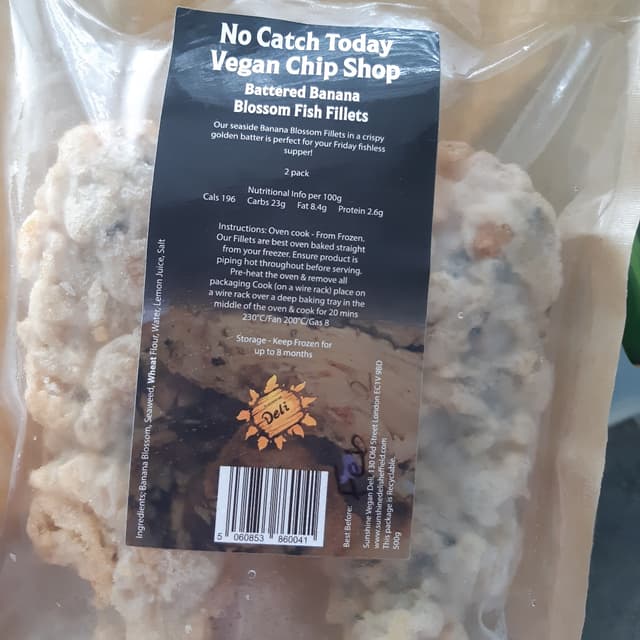 No Catch Today
Vegan Chip Shop
Battered Banana
Blossom Fish Fillets
Our seaside Banana Blossom Fillets in a crispy
golden batter is perfect for your Friday fishless
supper!
2 pack
Nutritional Info per 100g
Cals 196 Carbs 23g Fat 8.4g Protein 2.6g
Instructions: Oven cook - From Frozen.
Our Fillets are best oven baked straight
from your freezer. Ensure product is
piping hot throughout before serving.
Pre-heat the oven & remove all
packaging Cook (on a wire rack) place on
a wire rack over a deep baking tray in the
middle of the oven & cook for 20 mins
230°C/Fan 200°C/Gas 8
Storage - Keep Frozen for
up to 8 months
Deli
5 060853 860041
Ingredients: Banana Blossom, Seaweed, Wheat Flour, Water, Lemon Juice, Salt
Best Before:
Feb
Sunshine Vegan Deli, 130 Old Street London EC1V 9BD
www.sunshinedelisheffield.com
This package is Recyclable.
500g